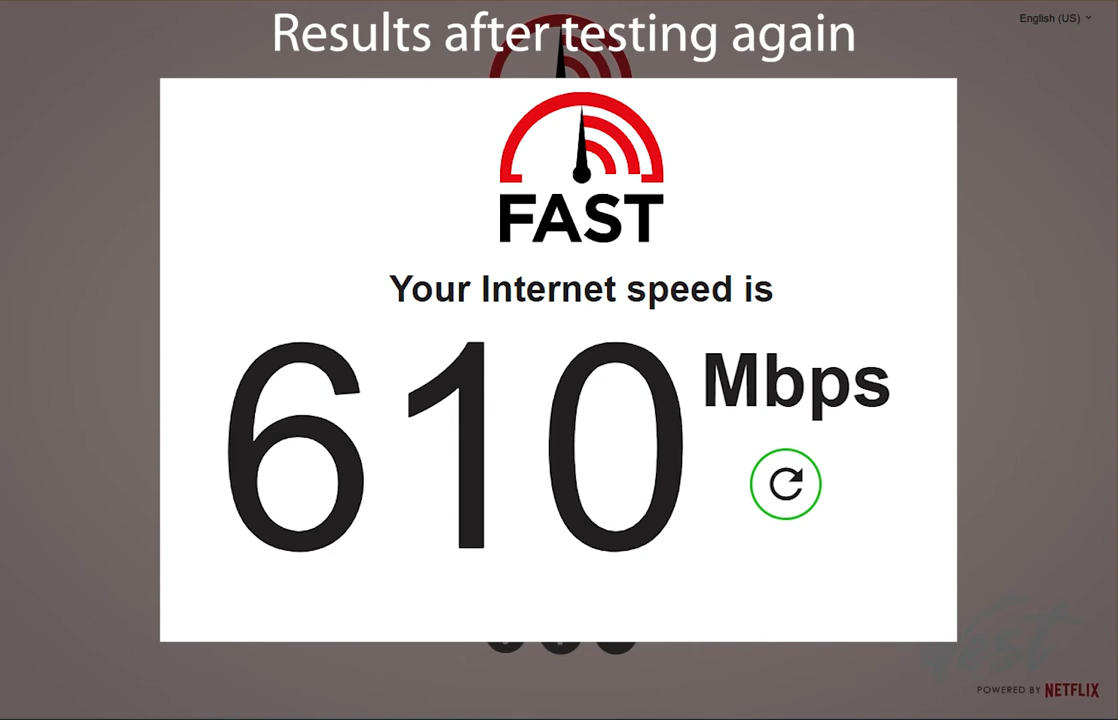 Results after testing again
English (US)
FAST
Your Internet speed is
610 Mbps
POWERED BY NETFLIX